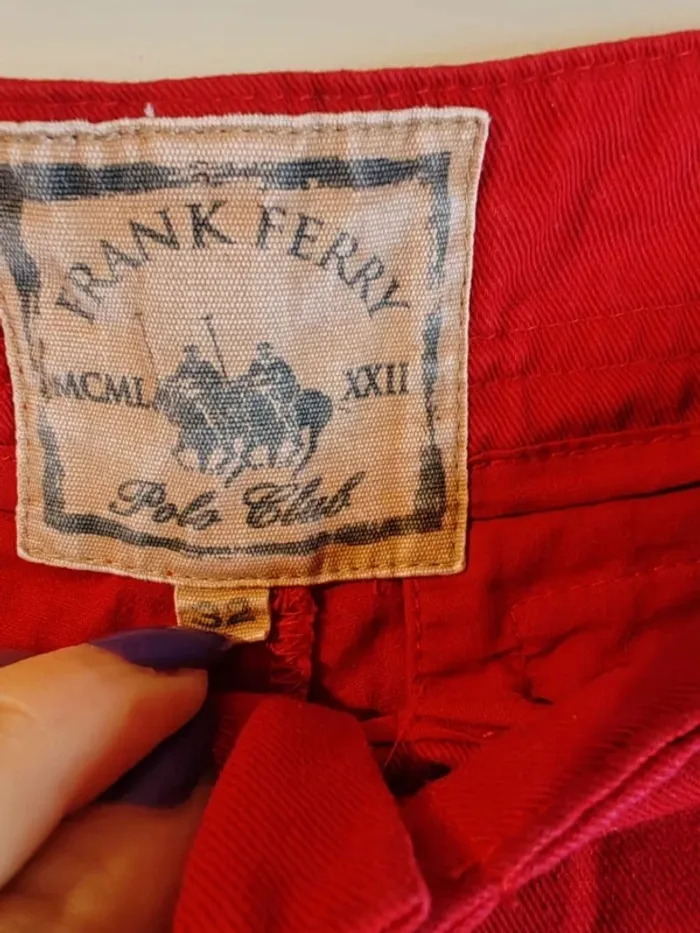 FRANK FERRY
MCML XXII
Polo Club
32